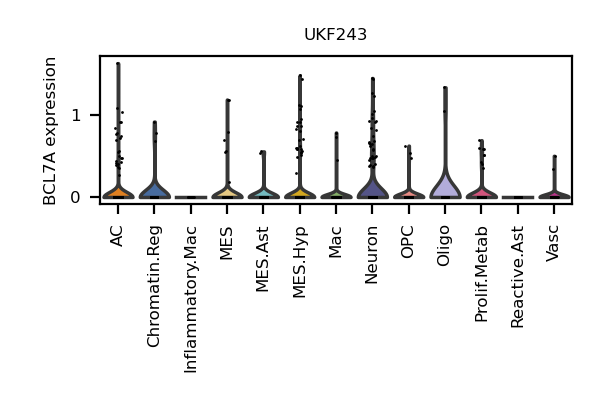 UKF243
BCL7A expression
1
0
AC
Chromatin.Reg
Inflammatory.Mac
MES
MES.Ast
MES.Hyp
Mac
Neuron
OPC
Oligo
Prolif.Metab
Reactive.Ast
Vasc